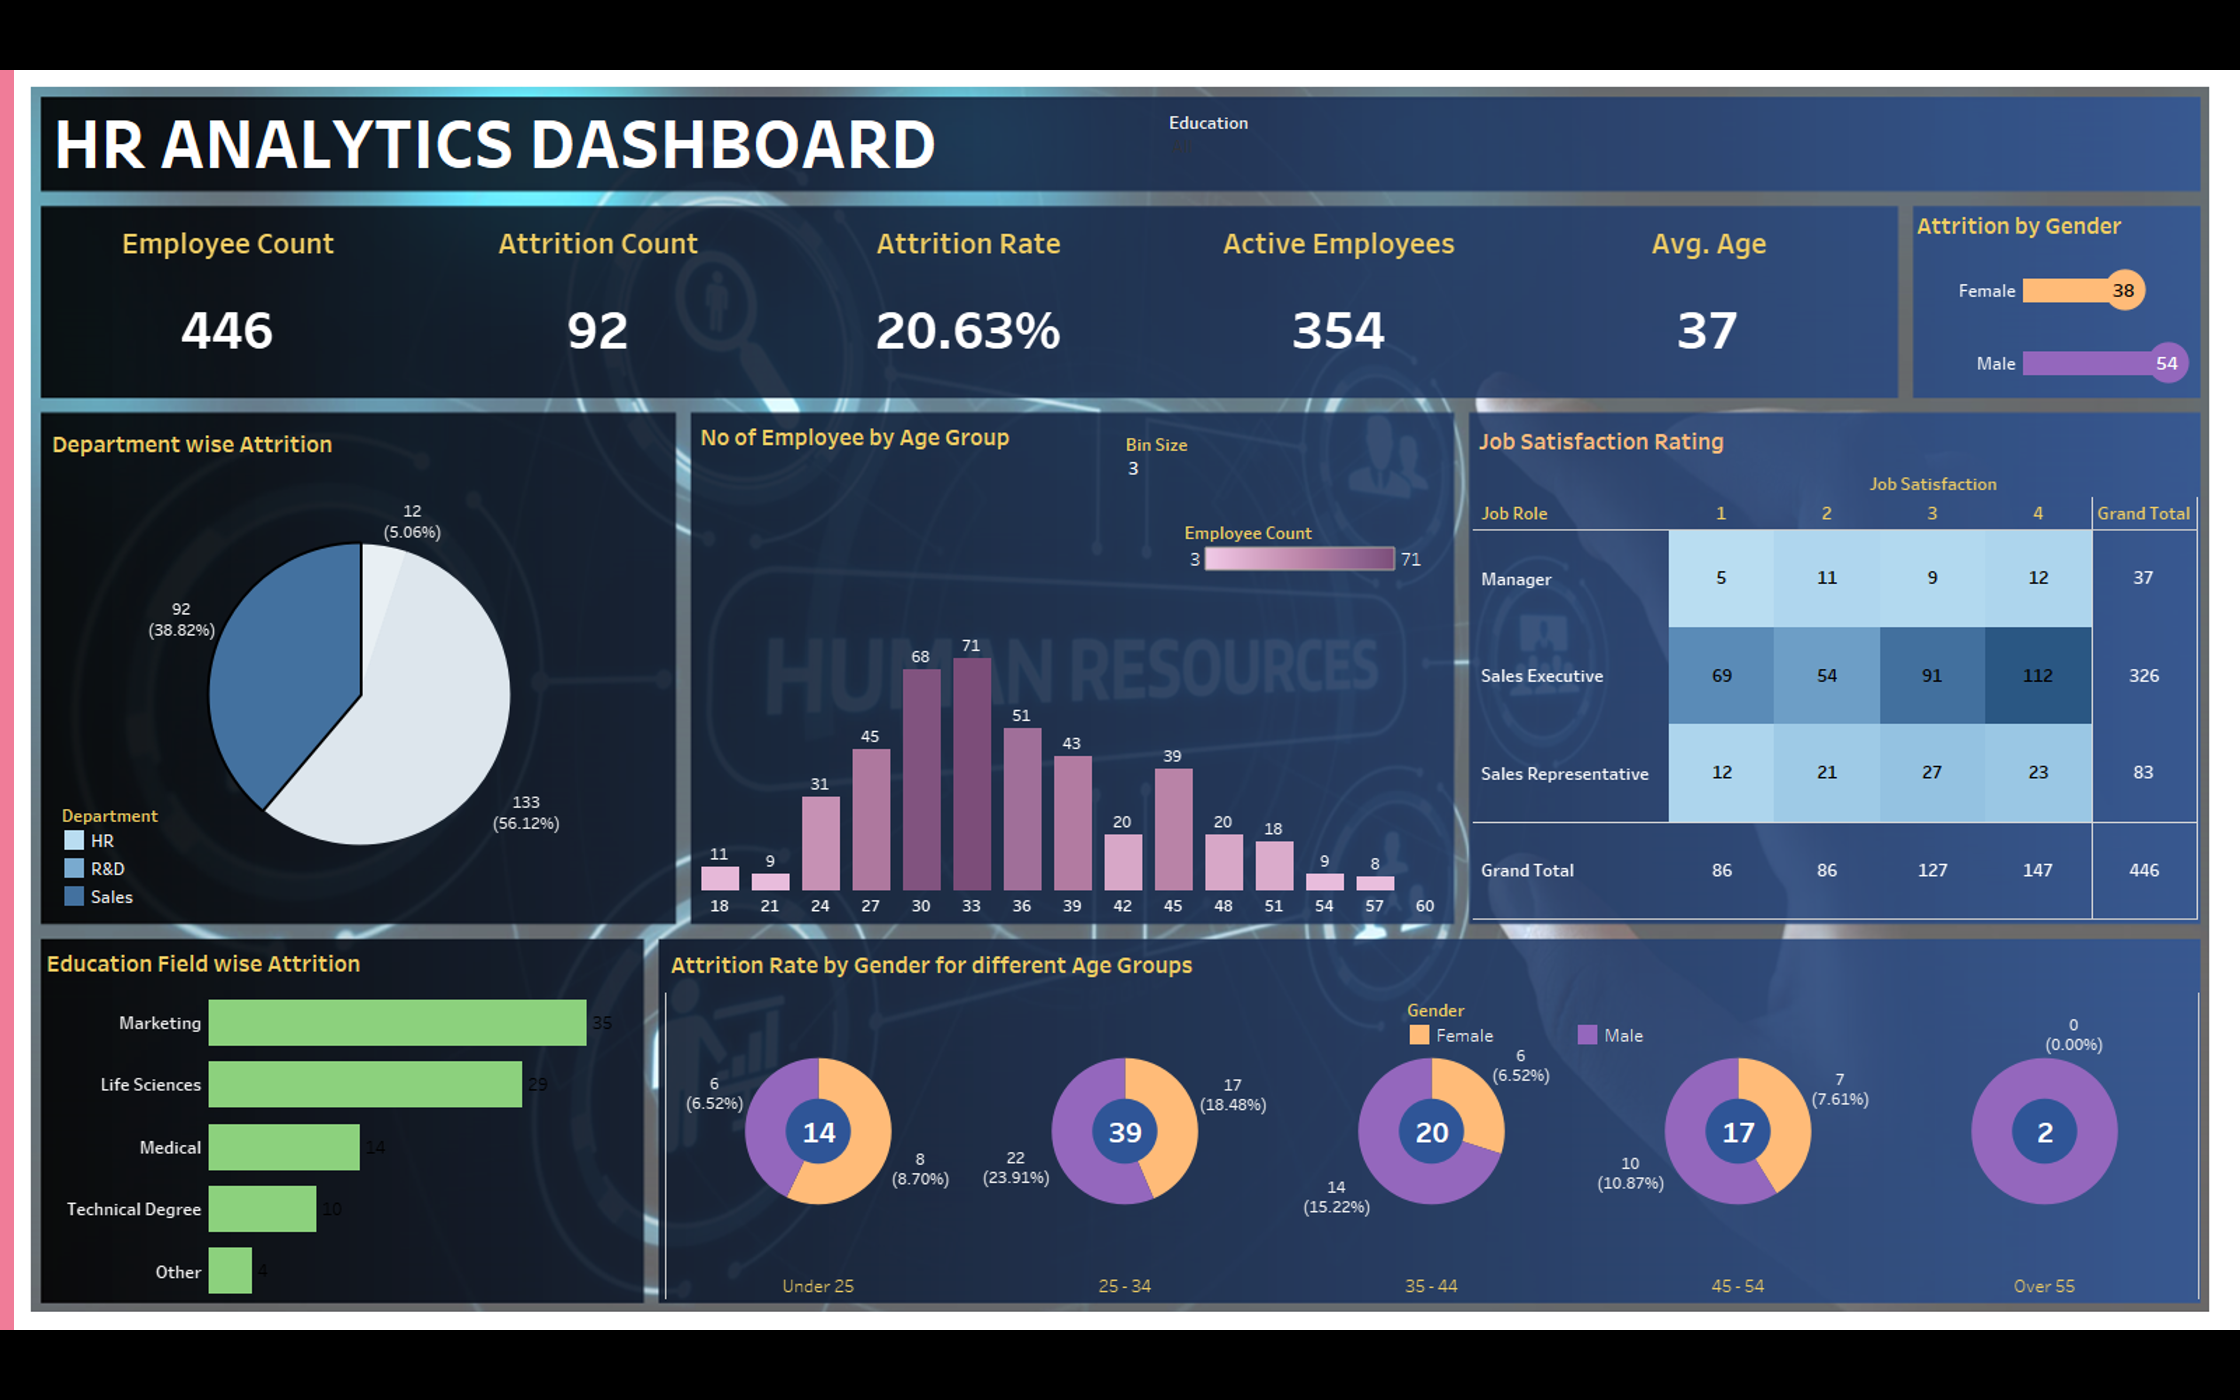 HR ANALYTICS DASHBOARD
Education
Employee Count
Attrition Count
Attrition Rate
Active Employees
Avg. Age
446
92
20.63%
354
37
Attrition by Gender
Female
38
Male
54
Department wise Attrition
12
(5.06%)
92
(38.82%)
133
(56.12%)
Department
HR
R&D
Sales
No of Employee by Age Group
Bin Size
3
Employee Count
3
71
HUMAN RESOURCES
11
9
31
45
68
71
51
43
20
39
20
18
9
8
18
21
24
27
30
33
36
39
42
45
48
51
54
57
60
Job Satisfaction Rating
Job Satisfaction
Job Role 1 2 3 4 Grand Total
Manager 5 11 9 12 37
Sales Executive 69 54 91 112 326
Sales Representative 12 21 27 23 83
Grand Total 86 86 127 147 446
Education Field wise Attrition
Marketing 35
Life Sciences 29
Medical 14
Technical Degree 10
Other 4
Attrition Rate by Gender for different Age Groups
Gender
Female
Male
6
(6.52%)
14
8
(8.70%)
17
(18.48%)
39
22
(23.91%)
6
(6.52%)
20
14
(15.22%)
7
(7.61%)
17
10
(10.87%)
0
(0.00%)
2
Under 25
25 - 34
35 - 44
45 - 54
Over 55